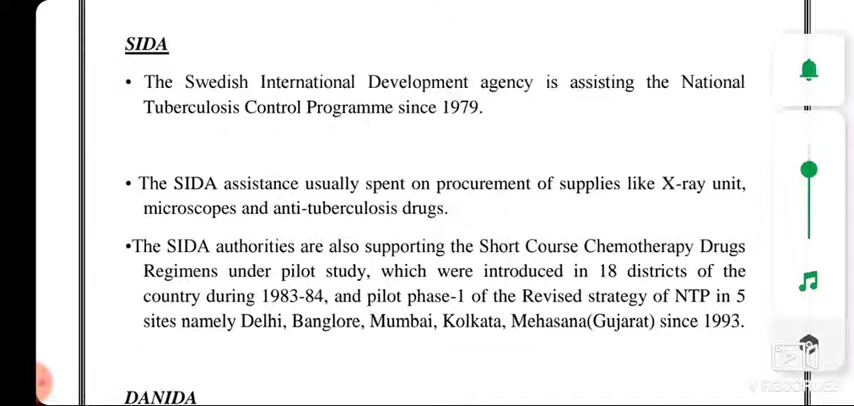 SIDA
• The Swedish International Development agency is assisting the National
Tuberculosis Control Programme since 1979.
• The SIDA assistance usually spent on procurement of supplies like X-ray unit,
microscopes and anti-tuberculosis drugs.
•The SIDA authorities are also supporting the Short Course Chemotherapy Drugs
Regimens under pilot study, which were introduced in 18 districts of the
country during 1983-84, and pilot phase-1 of the Revised strategy of NTP in 5
sites namely Delhi, Banglore, Mumbai, Kolkata, Mehasana(Gujarat) since 1993.
DANIDA
V RECORDER